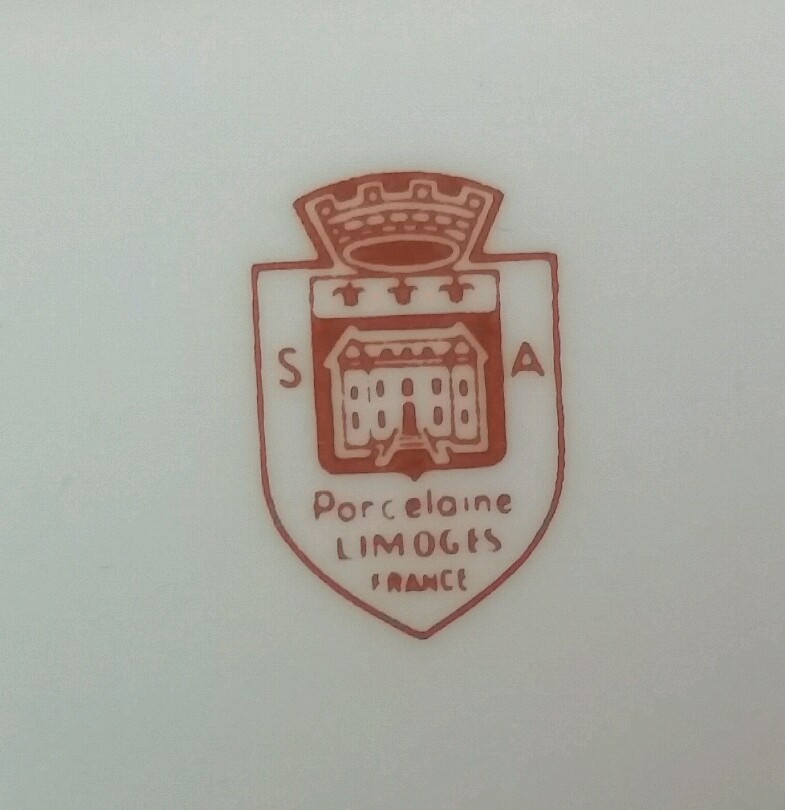 S A
Porcelaine
LIMOGES
FRANCE